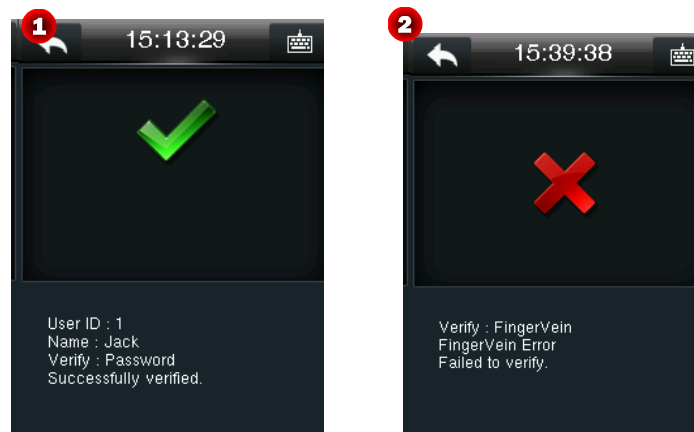 1
15:13:29
User ID : 1
Name : Jack
Verify : Password
Successfully verified.
2
15:39:38
Verify : FingerVein
FingerVein Error
Failed to verify.